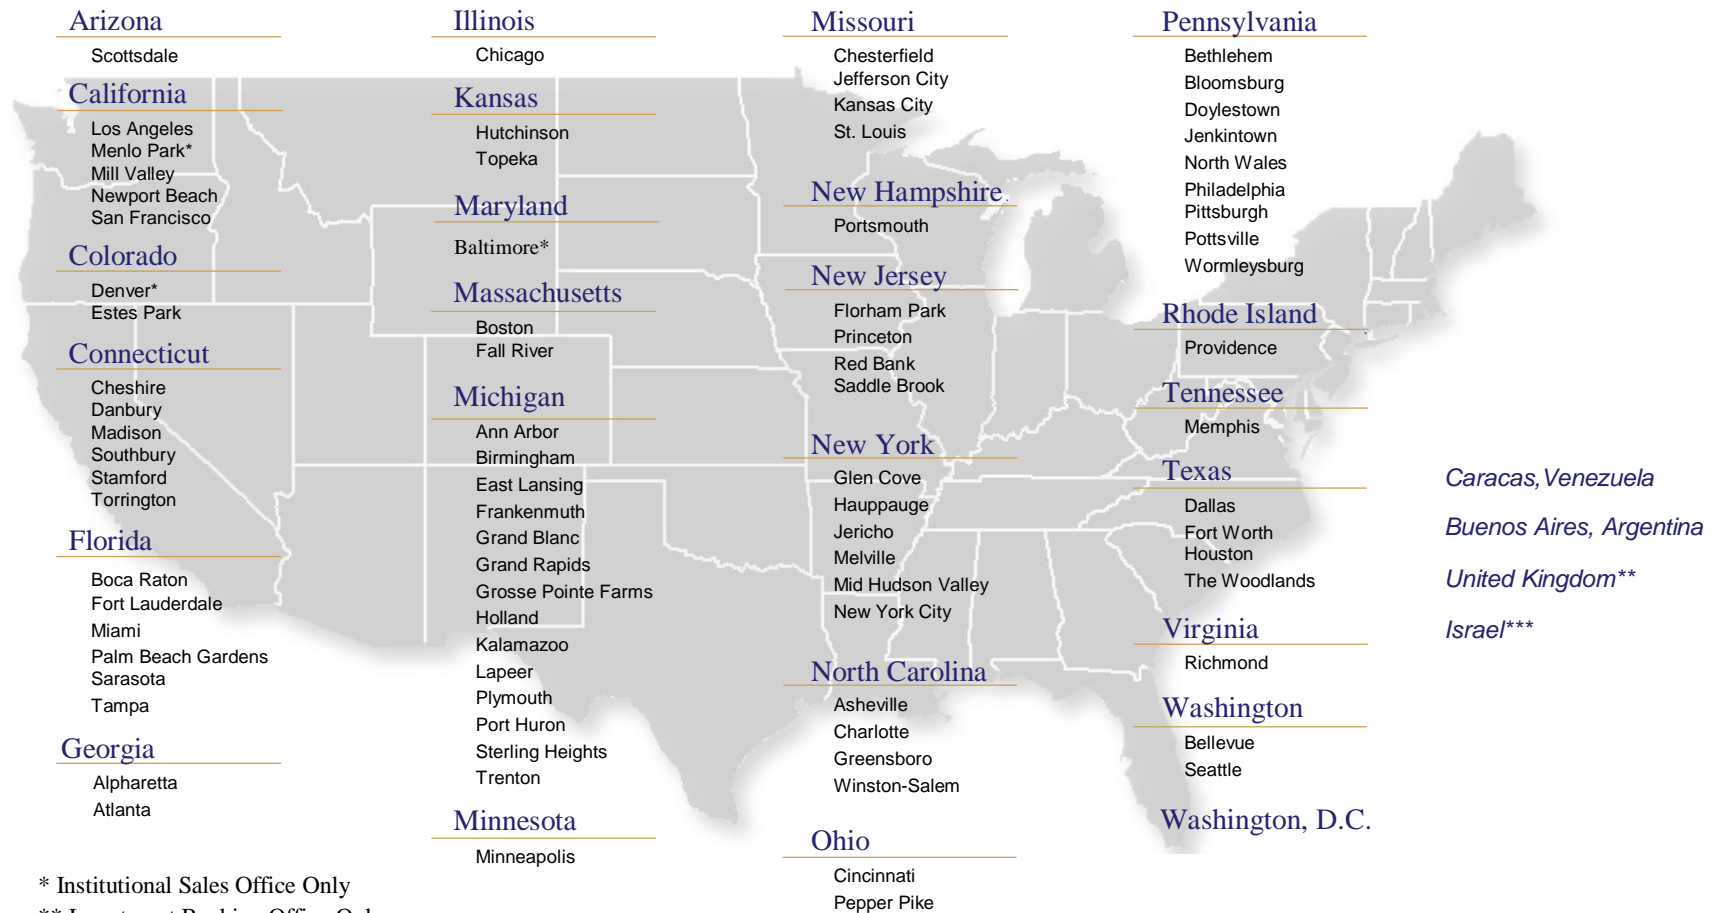 Arizona
Scottsdale
California
Los Angeles
Menlo Park*
Mill Valley
Newport Beach
San Francisco
Colorado
Denver*
Estes Park
Connecticut
Cheshire
Danbury
Madison
Southbury
Stamford
Torrington
Florida
Boca Raton
Fort Lauderdale
Miami
Palm Beach Gardens
Sarasota
Tampa
Georgia
Alpharetta
Atlanta
Illinois
Chicago
Kansas
Hutchinson
Topeka
Maryland
Baltimore*
Massachusetts
Boston
Fall River
Michigan
Ann Arbor
Birmingham
East Lansing
Frankenmuth
Grand Blanc
Grand Rapids
Grosse Pointe Farms
Holland
Kalamazoo
Lapeer
Plymouth
Port Huron
Sterling Heights
Trenton
Minnesota
Minneapolis
Missouri
Chesterfield
Jefferson City
Kansas City
St. Louis
New Hampshire
Portsmouth
New Jersey
Florham Park
Princeton
Red Bank
Saddle Brook
New York
Glen Cove
Hauppauge
Jericho
Melville
Mid Hudson Valley
New York City
North Carolina
Asheville
Charlotte
Greensboro
Winston-Salem
Ohio
Cincinnati
Pepper Pike
Pennsylvania
Bethlehem
Bloomsburg
Doylestown
Jenkintown
North Wales
Philadelphia
Pittsburgh
Pottsville
Wormleysburg
Rhode Island
Providence
Tennessee
Memphis
Texas
Dallas
Fort Worth
Houston
The Woodlands
Virginia
Richmond
Washington
Bellevue
Seattle
Washington, D.C.
Caracas, Venezuela
Buenos Aires, Argentina
United Kingdom**
Israel***
* Institutional Sales Office Only
** Investment Banking Office Only